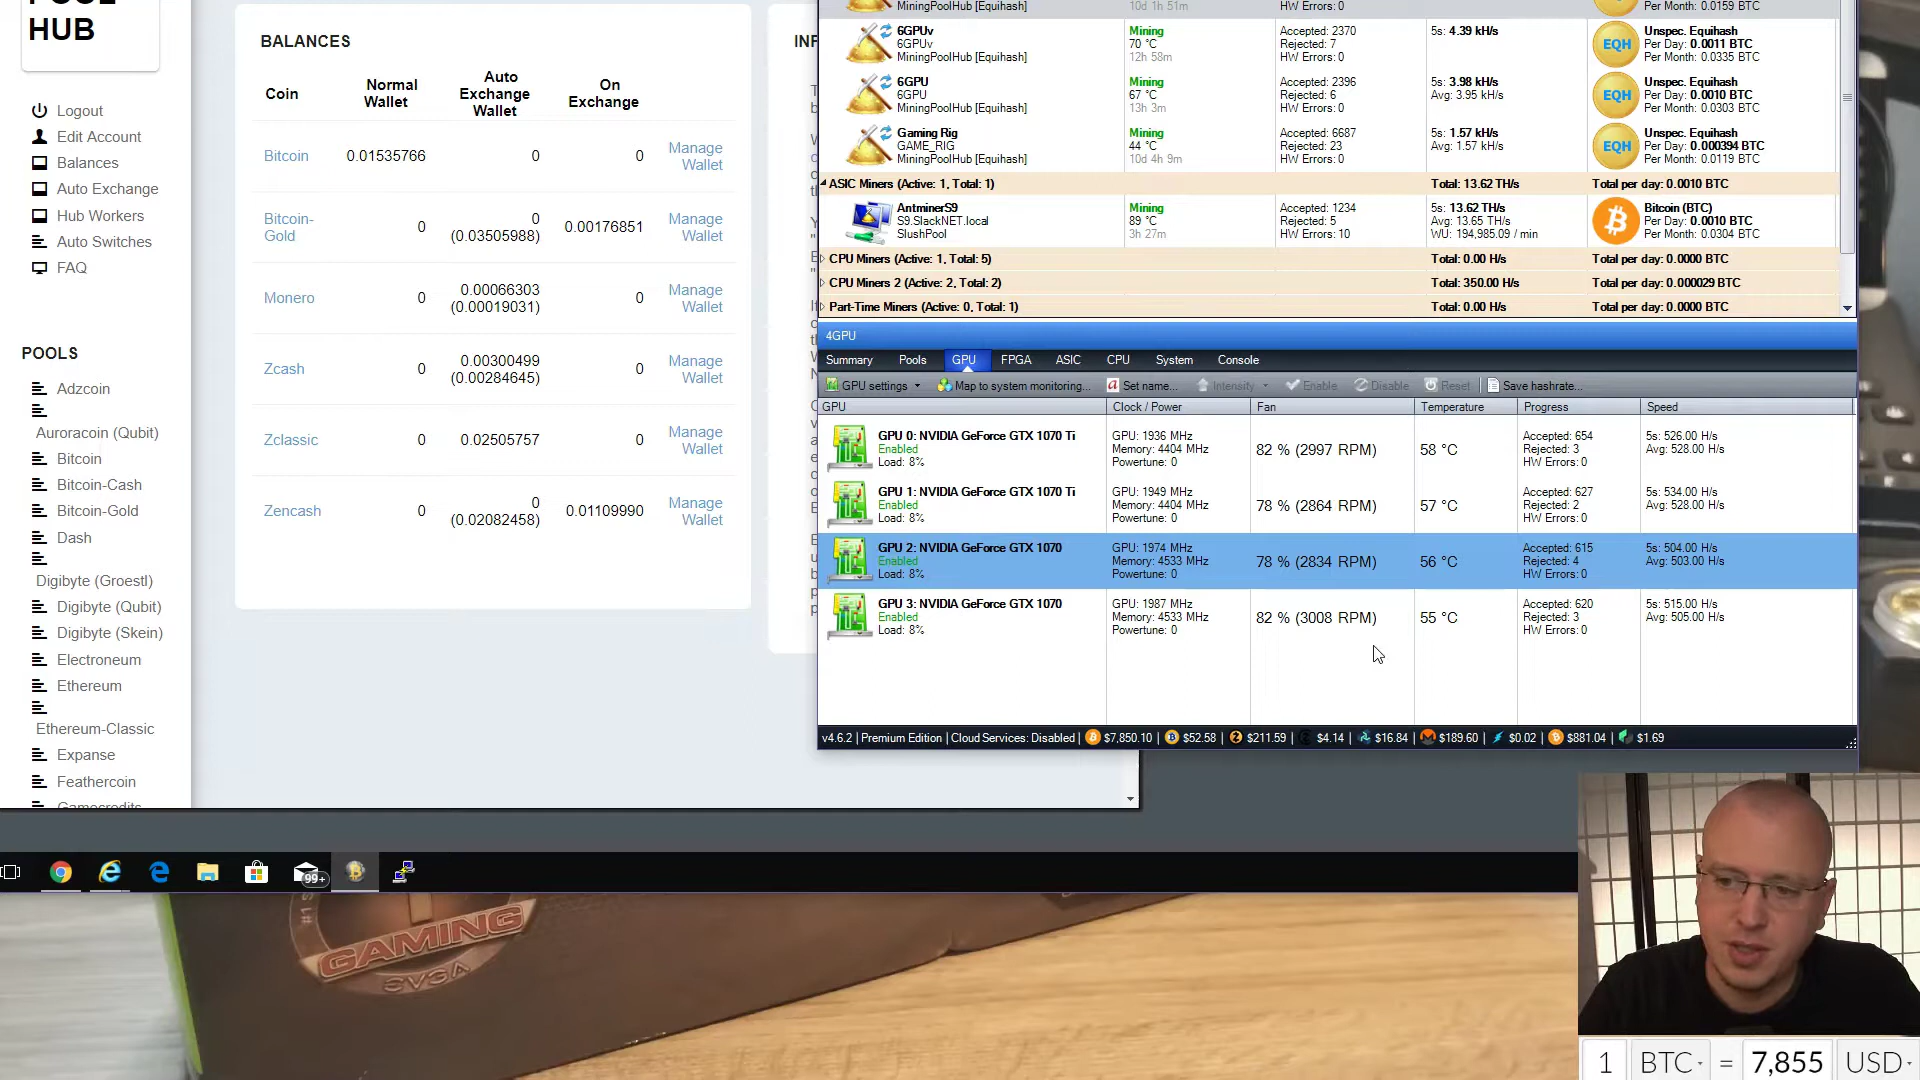 POOL
HUB
Logout
Edit Account
Balances
Auto Exchange
Hub Workers
Auto Switches
FAQ
POOLS
Adzcoin
Auroracoin (Qubit)
Bitcoin
Bitcoin-Cash
Bitcoin-Gold
Dash
Digibyte (Groestl)
Digibyte (Qubit)
Digibyte (Skein)
Electroneum
Ethereum
Ethereum-Classic
Expanse
Feathercoin
Gamecredits
BALANCES
Coin Normal Wallet Auto Exchange Wallet On Exchange
Bitcoin 0.01535766 0 0 Manage Wallet
Bitcoin-Gold 0 0 (0.03505988) 0.00176851 Manage Wallet
Monero 0 0.00066303 (0.00019031) 0 Manage Wallet
Zcash 0 0.00300499 (0.00284645) 0 Manage Wallet
Zclassic 0 0.02505757 0 Manage Wallet
Zencash 0 0 (0.02082458) 0.01109990 Manage Wallet
INF
MiningPoolHub [Equihash] 10d 1h 51m HW Errors: 0 Per Month: 0.0159 BTC
6GPUv Mining Accepted: 2370 5s: 4.39 kH/s EQH Unspec. Equihash
6GPUv 70 °C Rejected: 7 Per Day: 0.0011 BTC
MiningPoolHub [Equihash] 12h 58m HW Errors: 0 Per Month: 0.0335 BTC
6GPU Mining Accepted: 2396 5s: 3.98 kH/s EQH Unspec. Equihash
6GPU 67 °C Rejected: 6 Avg: 3.95 kH/s Per Day: 0.0010 BTC
MiningPoolHub [Equihash] 13h 3m HW Errors: 0 Per Month: 0.0303 BTC
Gaming Rig Mining Accepted: 6687 5s: 1.57 kH/s EQH Unspec. Equihash
GAME_RIG 44 °C Rejected: 23 Avg: 1.57 kH/s Per Day: 0.000394 BTC
MiningPoolHub [Equihash] 10d 4h 9m HW Errors: 0 Per Month: 0.0119 BTC
ASIC Miners (Active: 1, Total: 1) Total: 13.62 TH/s Total per day: 0.0010 BTC
AntminerS9 Mining Accepted: 1234 5s: 13.62 TH/s Bitcoin (BTC)
S9.SlackNET.local 89 °C Rejected: 5 Avg: 13.65 TH/s Per Day: 0.0010 BTC
SlushPool 3h 27m HW Errors: 10 WU: 194,985.09 / min Per Month: 0.0304 BTC
CPU Miners (Active: 1, Total: 5) Total: 0.00 H/s Total per day: 0.0000 BTC
CPU Miners 2 (Active: 2, Total: 2) Total: 350.00 H/s Total per day: 0.000029 BTC
Part-Time Miners (Active: 0, Total: 1) Total: 0.00 H/s Total per day: 0.0000 BTC
4GPU
Summary Pools GPU FPGA ASIC CPU System Console
GPU settings Map to system monitoring... a Set name... Intensity Enable Disable Reset Save hashrate...
GPU Clock / Power Fan Temperature Progress Speed
GPU 0: NVIDIA GeForce GTX 1070 Ti GPU: 1936 MHz Accepted: 654 5s: 526.00 H/s
Enabled Memory: 4404 MHz 82 % (2997 RPM) 58 °C Rejected: 3 Avg: 528.00 H/s
Load: 8% Powertune: 0 HW Errors: 0
GPU 1: NVIDIA GeForce GTX 1070 Ti GPU: 1949 MHz Accepted: 627 5s: 534.00 H/s
Enabled Memory: 4404 MHz 78 % (2864 RPM) 57 °C Rejected: 2 Avg: 528.00 H/s
Load: 8% Powertune: 0 HW Errors: 0
GPU 2: NVIDIA GeForce GTX 1070 GPU: 1974 MHz Accepted: 615 5s: 504.00 H/s
Enabled Memory: 4533 MHz 78 % (2834 RPM) 56 °C Rejected: 4 Avg: 503.00 H/s
Load: 8% Powertune: 0 HW Errors: 0
GPU 3: NVIDIA GeForce GTX 1070 GPU: 1987 MHz Accepted: 620 5s: 515.00 H/s
Enabled Memory: 4533 MHz 82 % (3008 RPM) 55 °C Rejected: 3 Avg: 505.00 H/s
Load: 8% Powertune: 0 HW Errors: 0
v4.6.2 | Premium Edition | Cloud Services: Disabled | $7,850.10 | $52.58 | $211.59 | $4.14 | $16.84 | $189.60 | $0.02 | $881.04 | $1.69
99+
#1
GAMING
EVGA
1 BTC = 7,855 USD